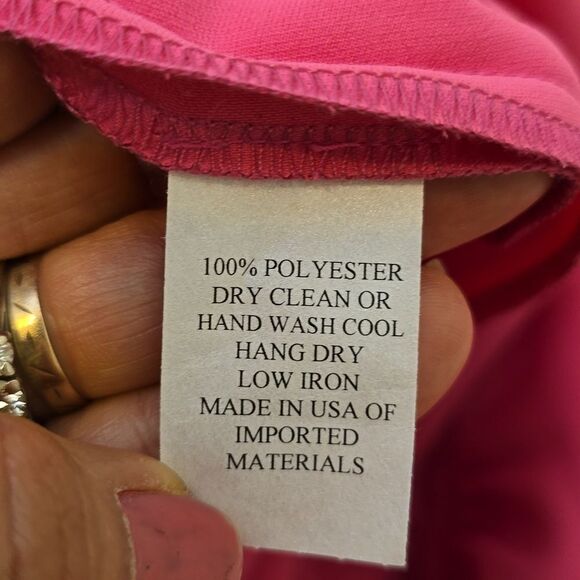 100% POLYESTER
DRY CLEAN OR
HAND WASH COOL
HANG DRY
LOW IRON
MADE IN USA OF
IMPORTED
MATERIALS